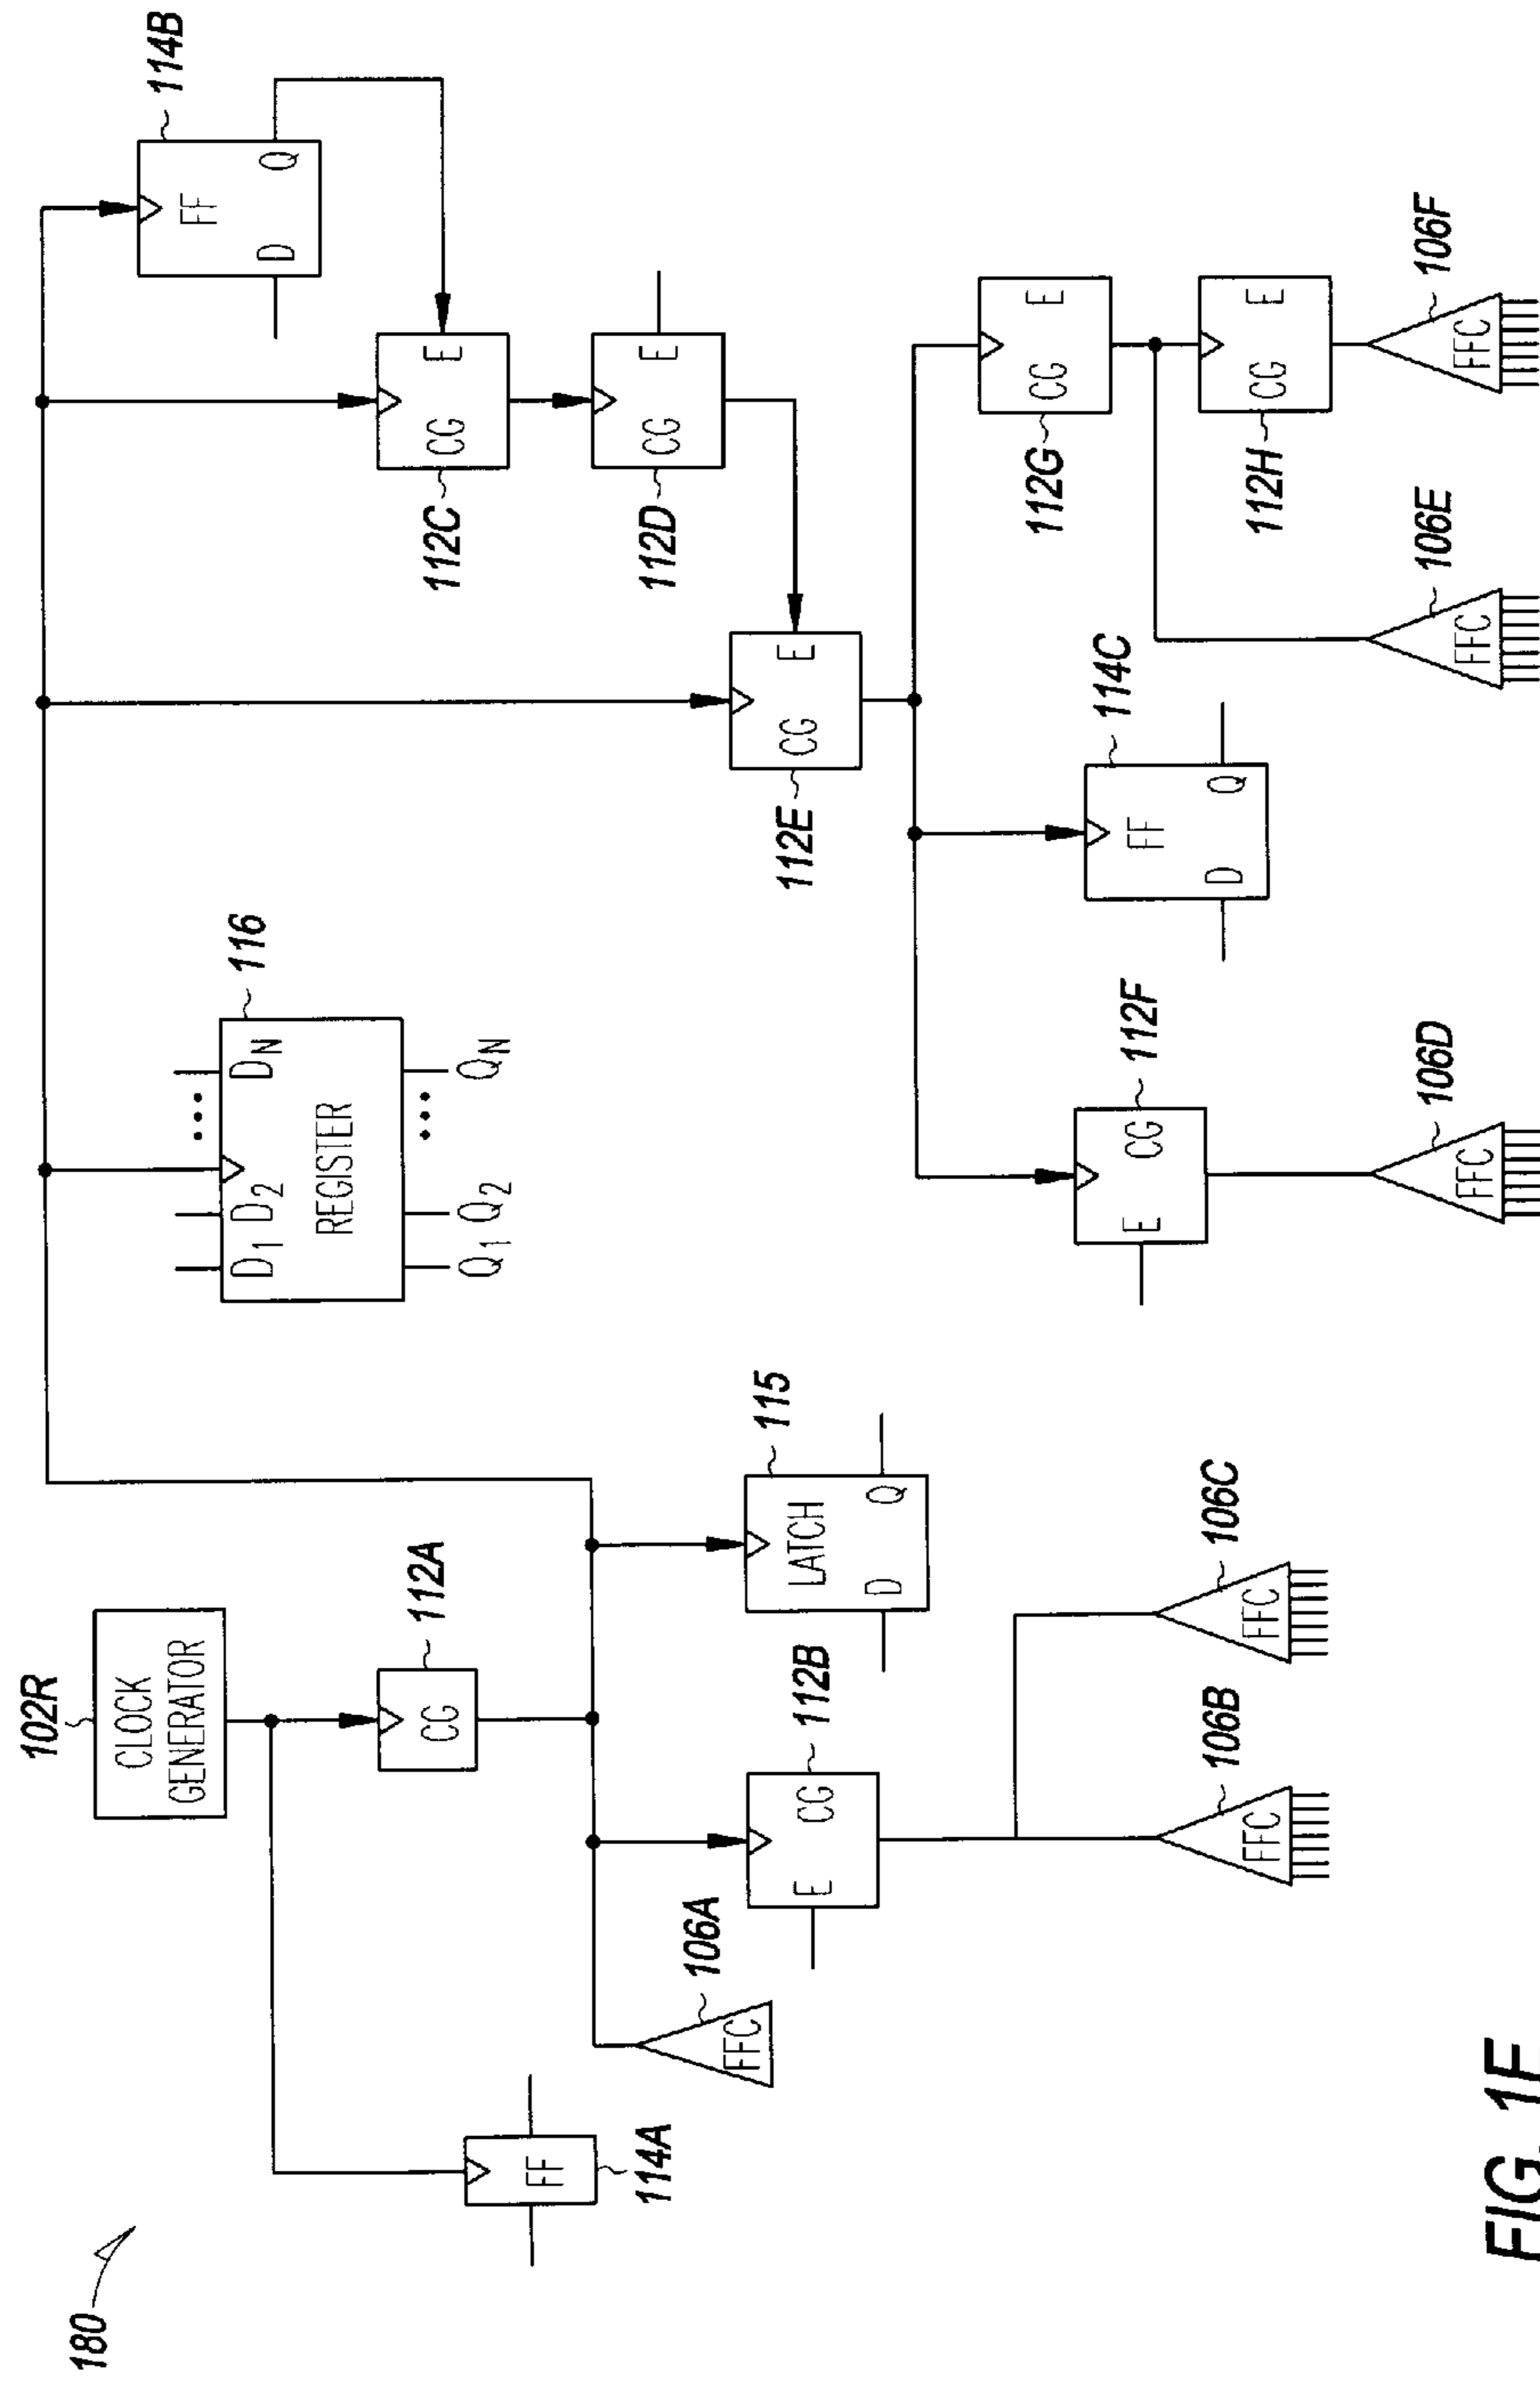 180
102R
CLOCK
GENERATOR
CG
112A
FF
114A
FFC
106A
E CG
112B
LATCH
D Q
115
FFC
106B
FFC
106C
D1 D2 ... DN
REGISTER
116
Q1 Q2 ... QN
FF
D Q
114B
CG E
112C
CG E
112D
CG E
112E
E CG
112F
FF
D Q
114C
CG E
112G
CG E
112H
FFC
106D
FFC
106E
FFC
106F